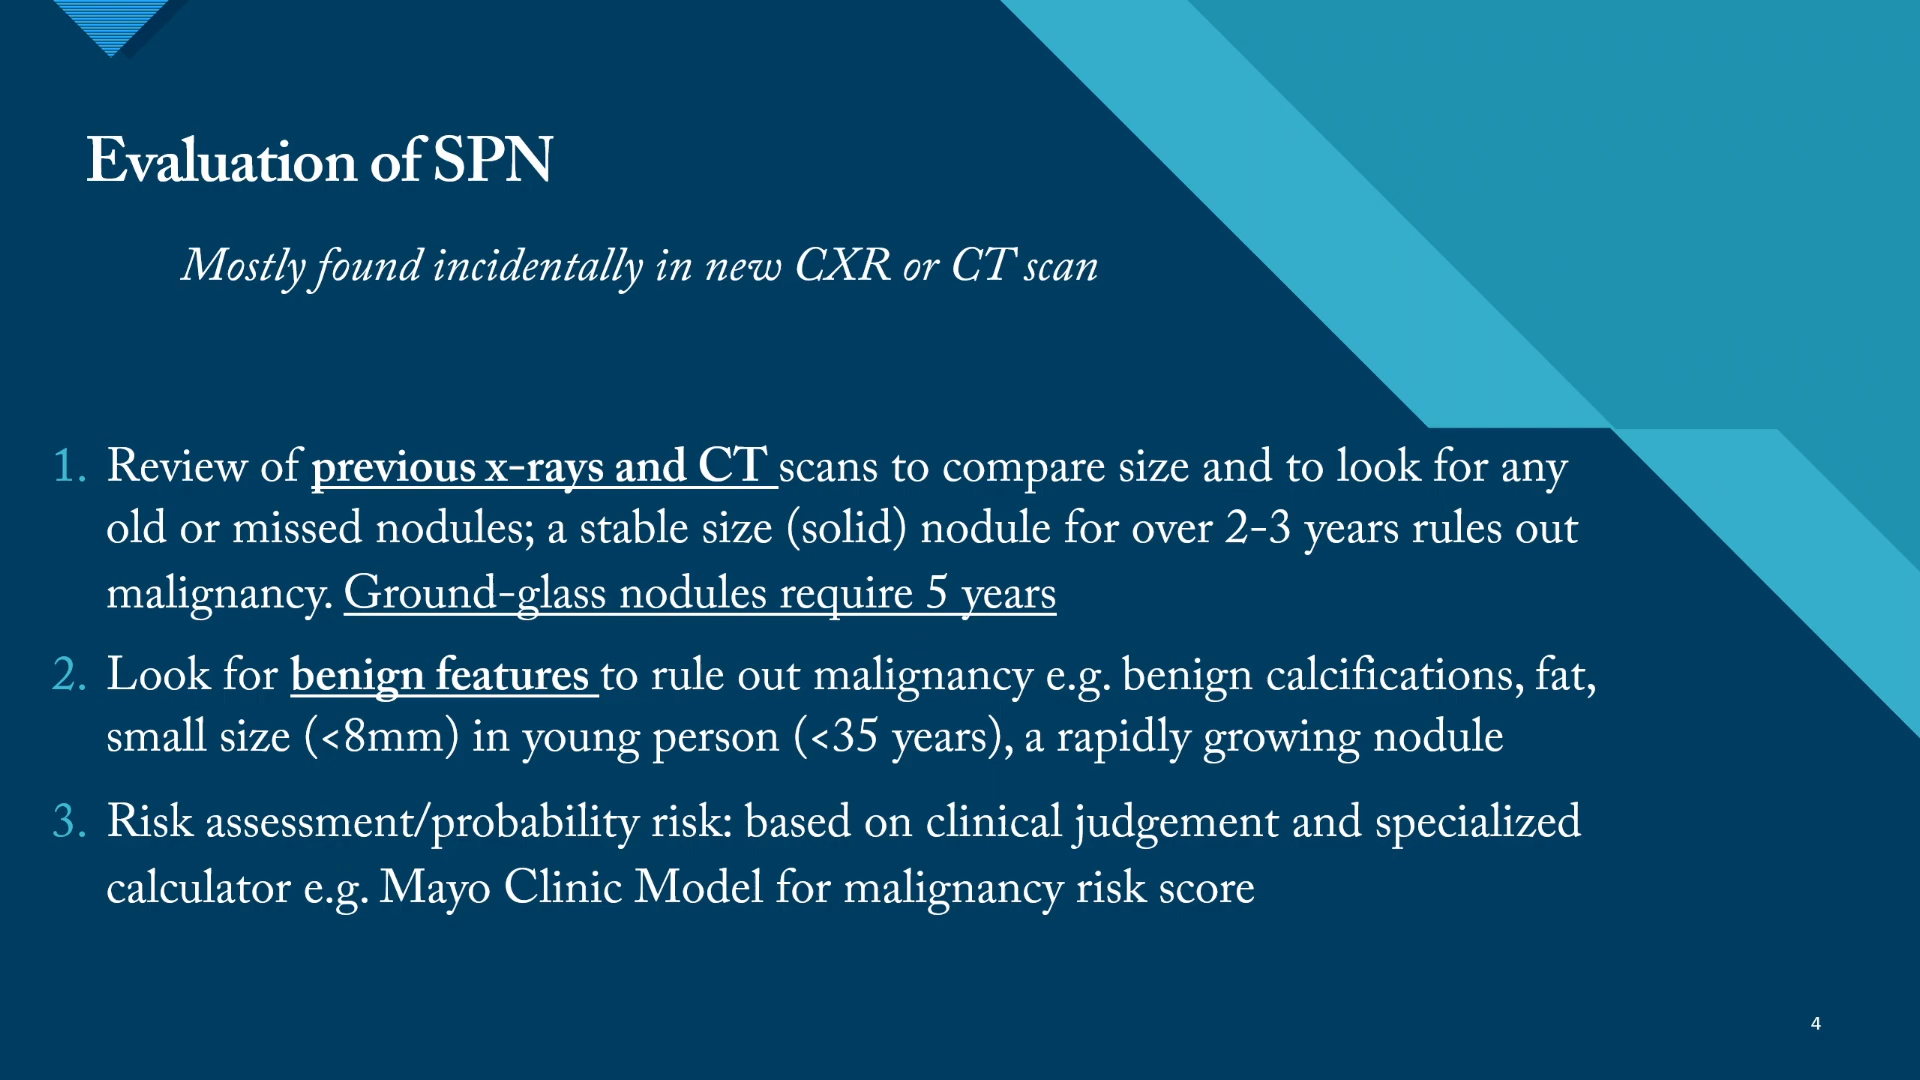 Evaluation of SPN
Mostly found incidentally in new CXR or CT scan
1. Review of previous x-rays and CT scans to compare size and to look for any
old or missed nodules; a stable size (solid) nodule for over 2-3 years rules out
malignancy. Ground-glass nodules require 5 years
2. Look for benign features to rule out malignancy e.g. benign calcifications, fat,
small size (<8mm) in young person (<35 years), a rapidly growing nodule
3. Risk assessment/probability risk: based on clinical judgement and specialized
calculator e.g. Mayo Clinic Model for malignancy risk score
4